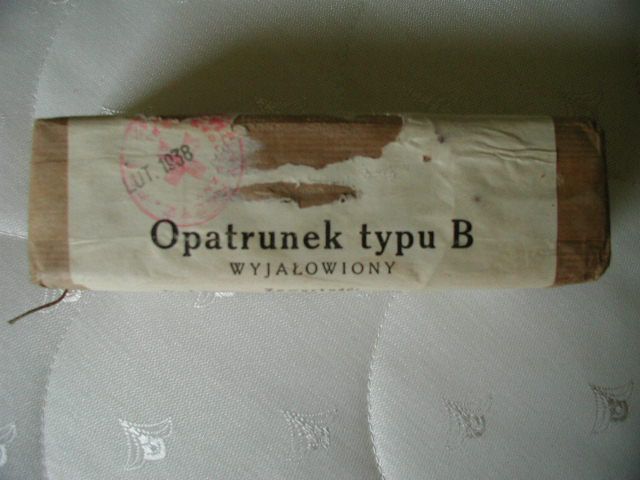 LUT. 1938
Opatrunek typu B
WYJAŁOWIONY